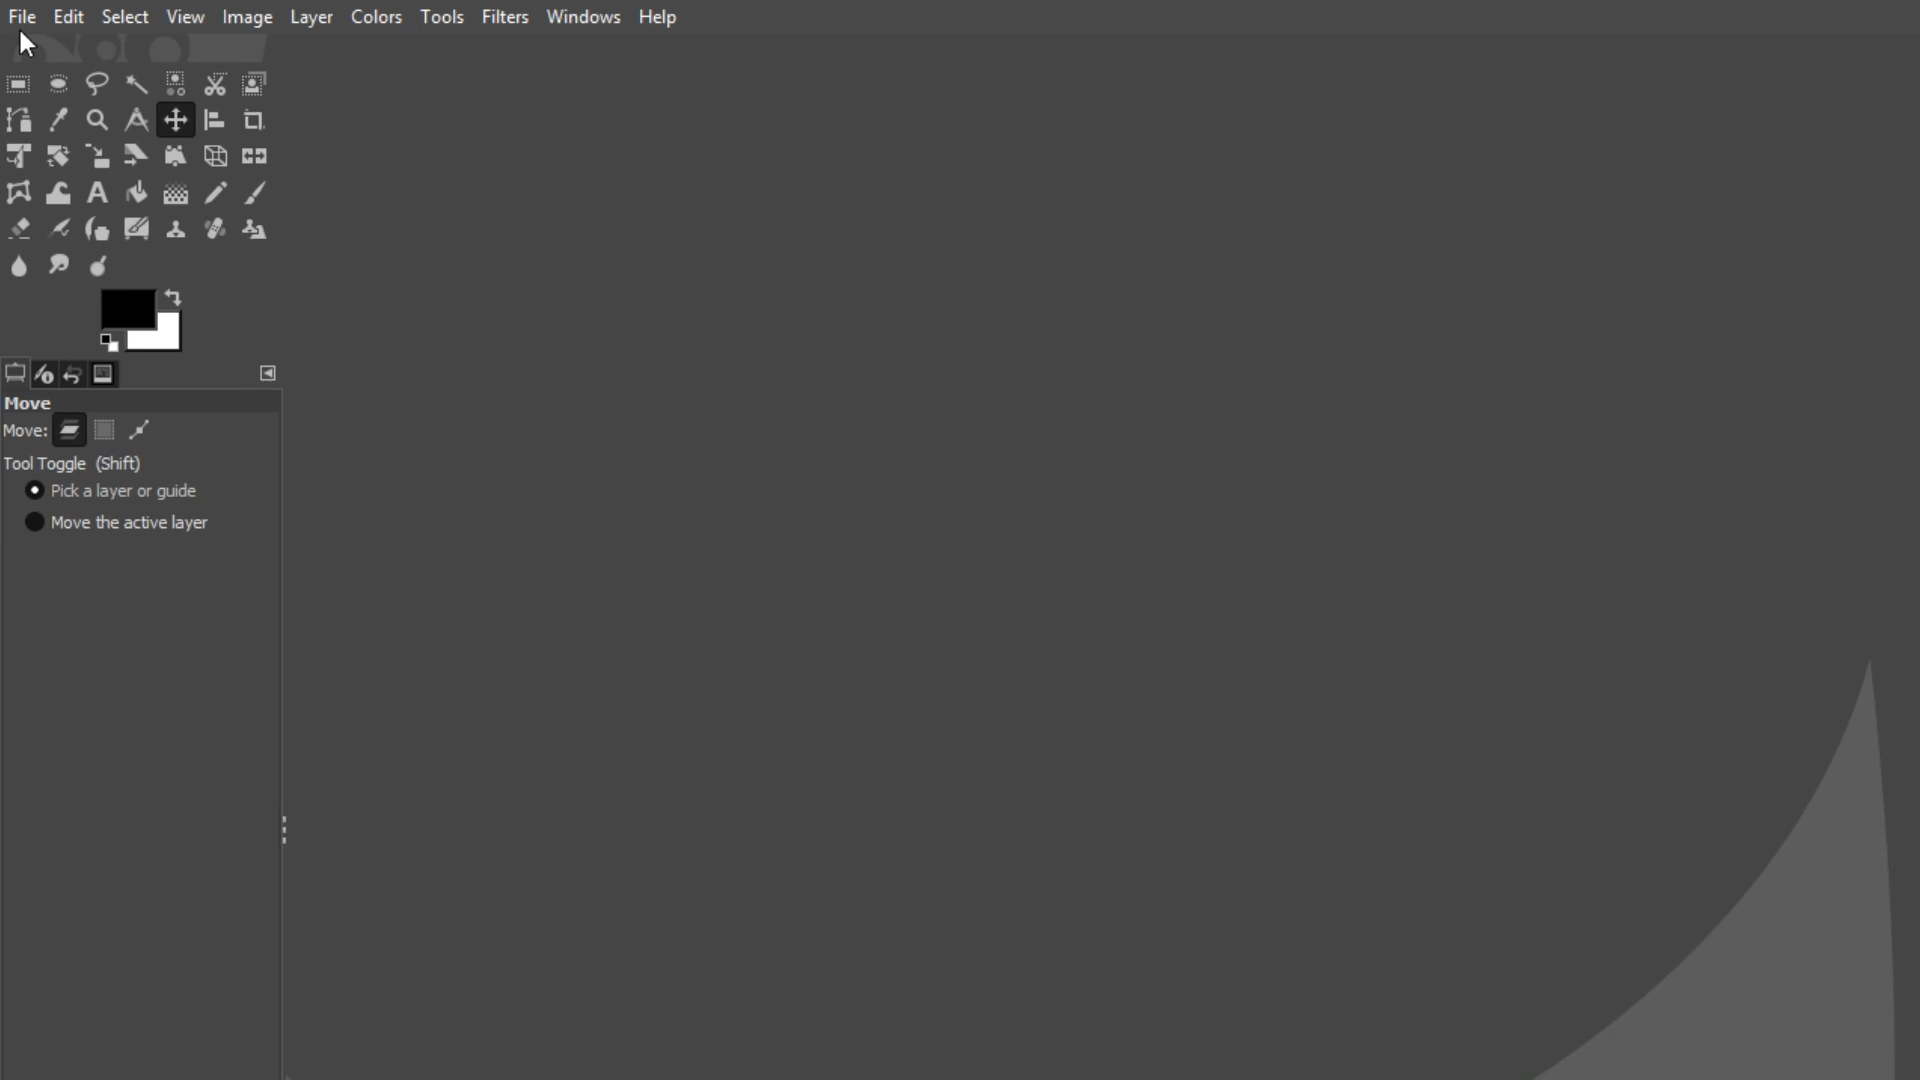 File Edit Select View Image Layer Colors Tools Filters Windows Help
Move
Move:
Tool Toggle (Shift)
Pick a layer or guide
Move the active layer